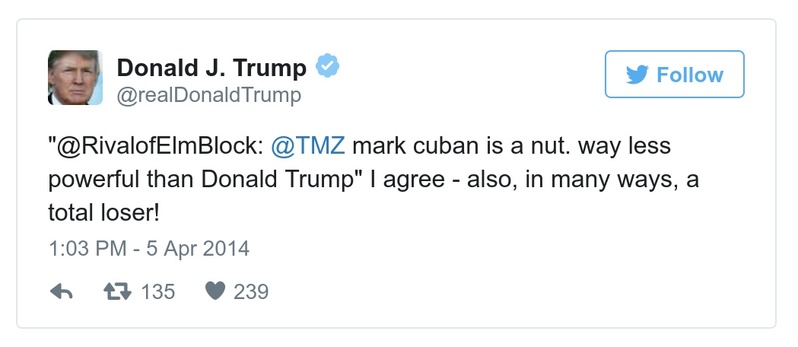 Donald J. Trump
@realDonaldTrump
Follow
"@RivalofElmBlock: @TMZ mark cuban is a nut. way less
powerful than Donald Trump" I agree - also, in many ways, a
total loser!
1:03 PM - 5 Apr 2014
135 239